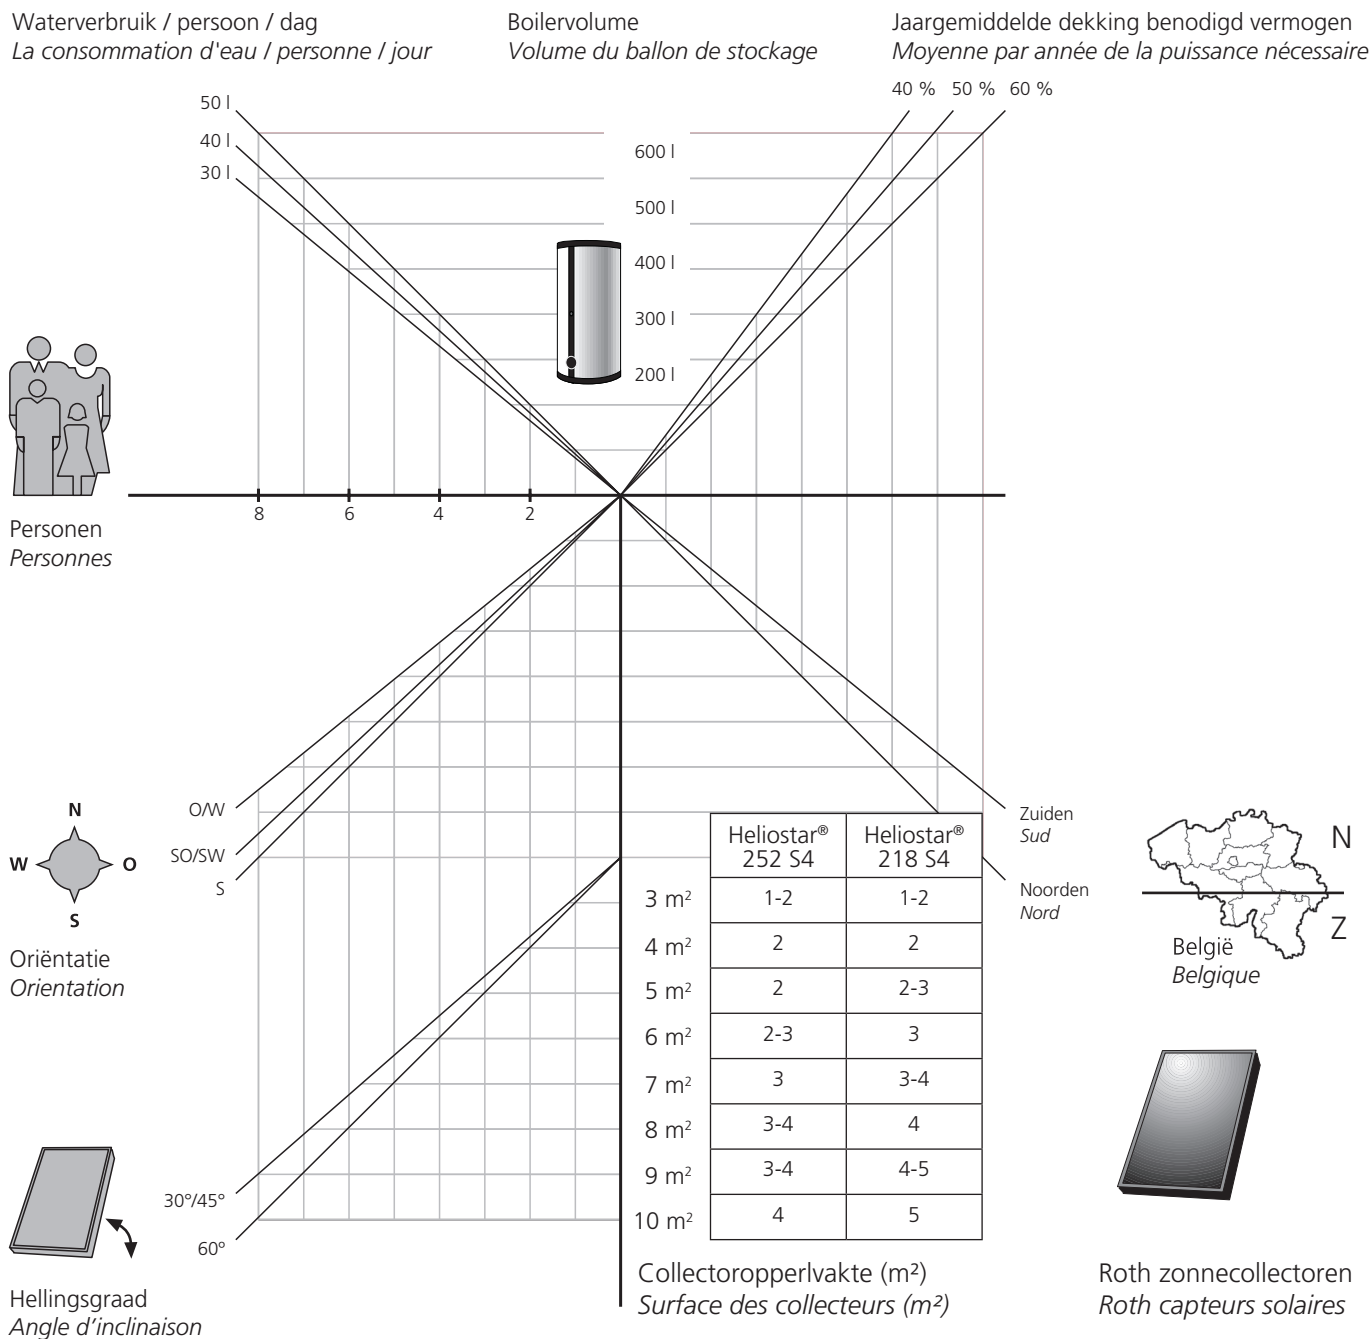 Waterverbruik / persoon / dag
La consommation d'eau / personne / jour
Boilervolume
Volume du ballon de stockage
Jaargemiddelde dekking benodigd vermogen
Moyenne par année de la puissance nécessaire
40 % 50 % 60 %
50 l
40 l
30 l
600 l
500 l
400 l
300 l
200 l
8 6 4 2
Personen
Personnes
O/W
SO/SW
S
N
W O
S
Oriëntatie
Orientation
Zuiden
Sud
Noorden
Nord
N
Z
België
Belgique
Heliostar® 252 S4 Heliostar® 218 S4
3 m² 1-2 1-2
4 m² 2 2
5 m² 2 2-3
6 m² 2-3 3
7 m² 3 3-4
8 m² 3-4 4
9 m² 3-4 4-5
10 m² 4 5
30°/45°
60°
Hellingsgraad
Angle d’inclinaison
Collectoropperlvakte (m²)
Surface des collecteurs (m²)
Roth zonnecollectoren
Roth capteurs solaires